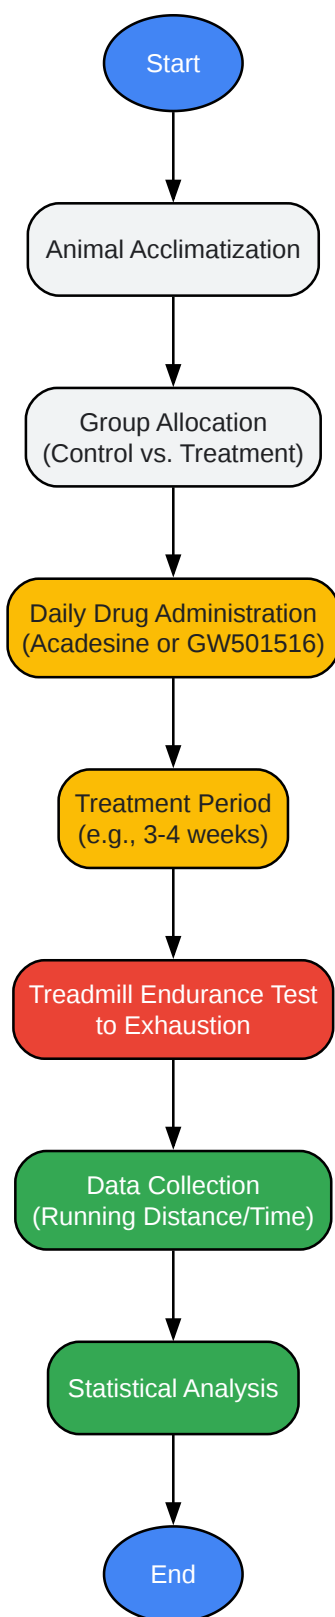 Start
Animal Acclimatization
Group Allocation
(Control vs. Treatment)
Daily Drug Administration
(Acadesine or GW501516)
Treatment Period
(e.g., 3-4 weeks)
Treadmill Endurance Test
to Exhaustion
Data Collection
(Running Distance/Time)
Statistical Analysis
End